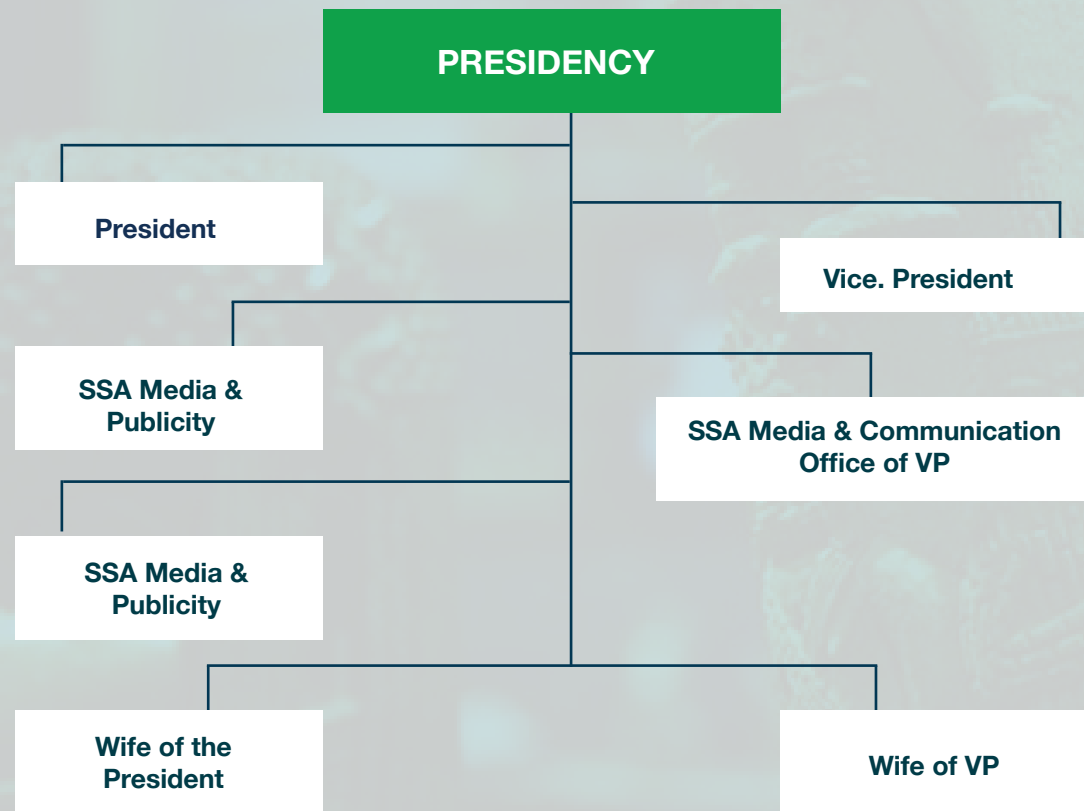 PRESIDENCY
President
Vice. President
SSA Media &
Publicity
SSA Media & Communication
Office of VP
SSA Media &
Publicity
Wife of the
President
Wife of VP